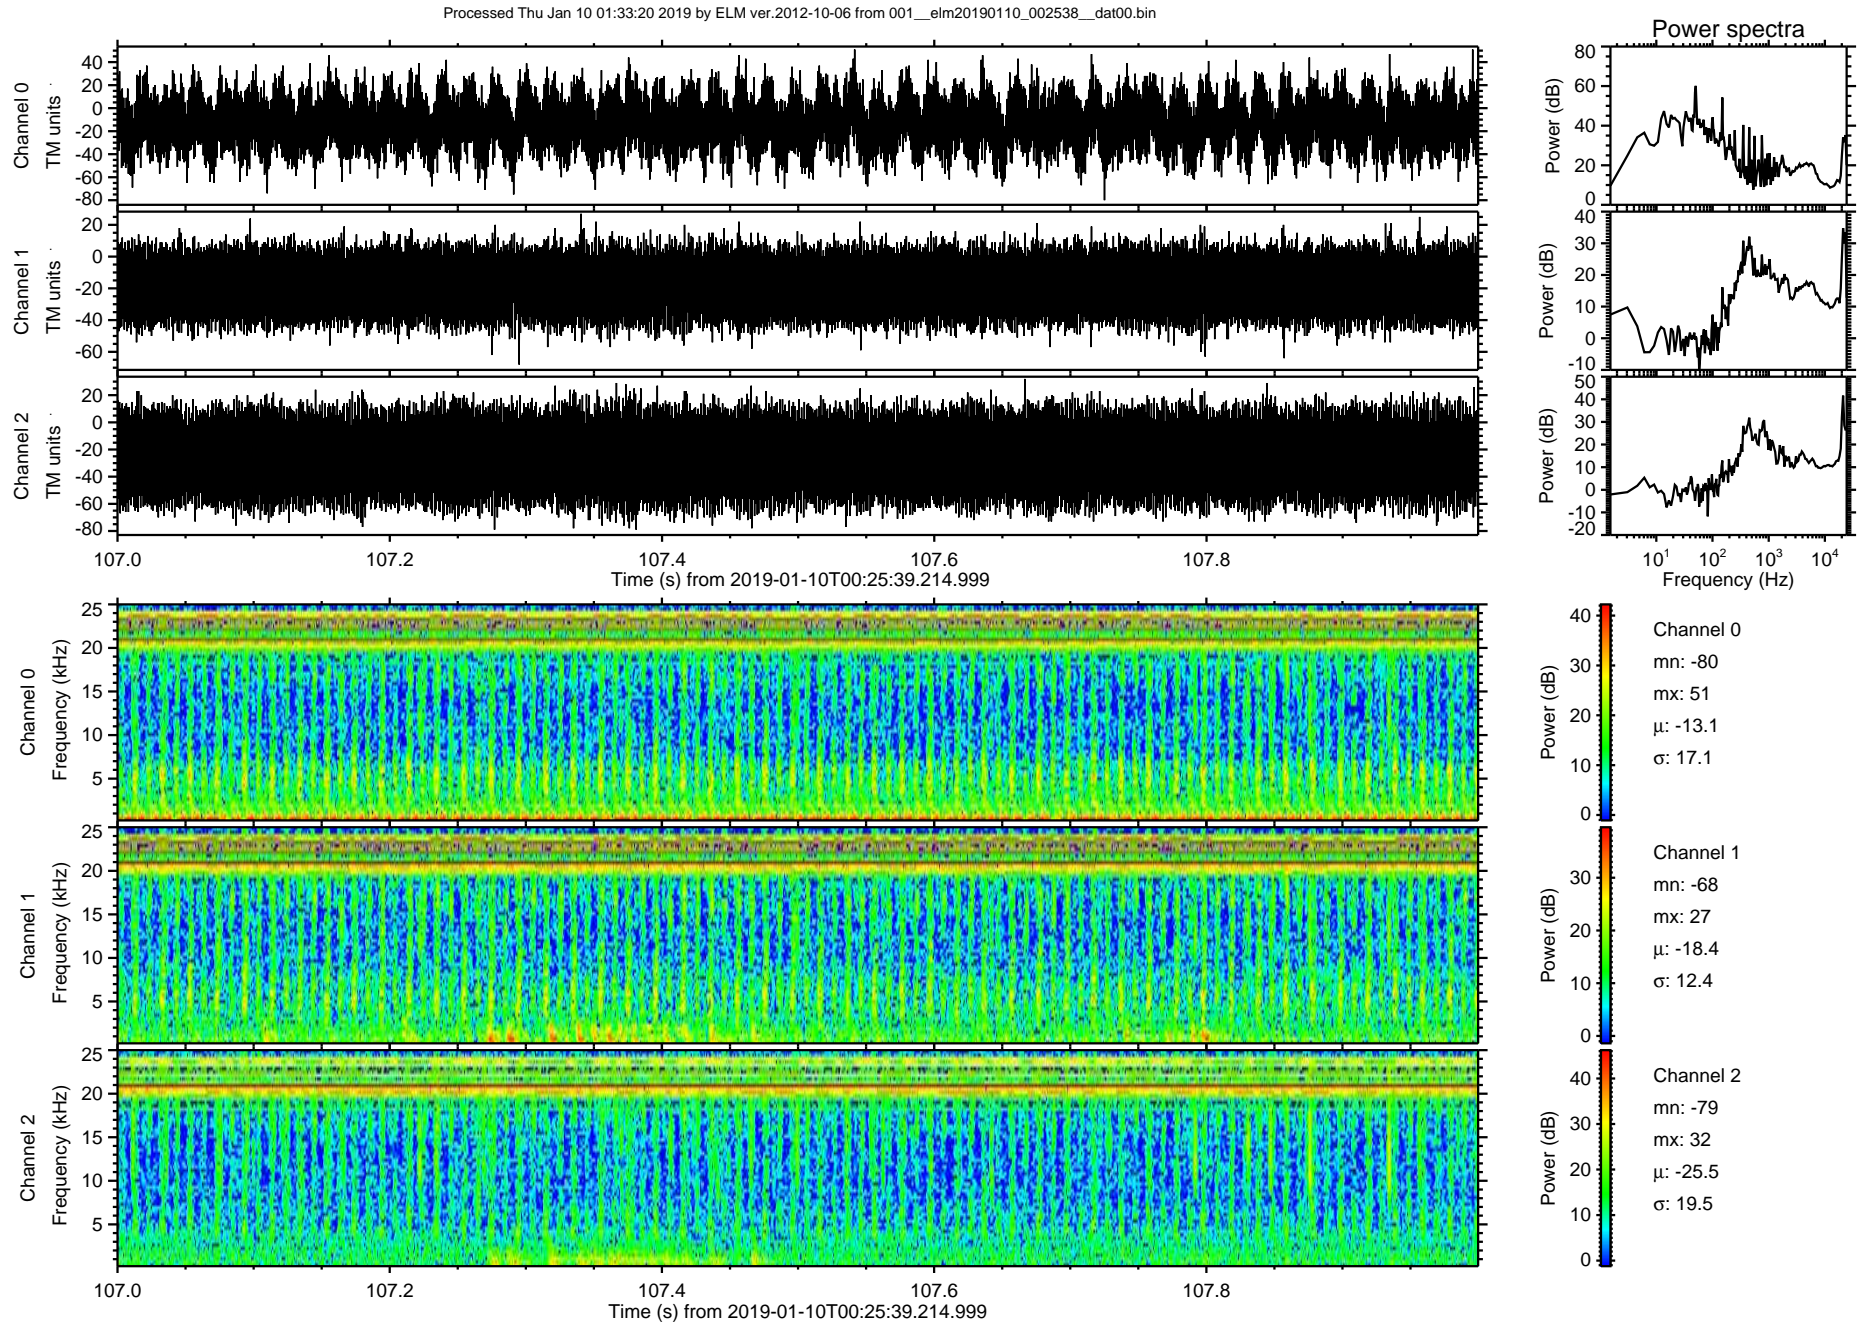 Processed Thu Jan 10 01:33:20 2019 by ELM ver.2012-10-06 from 001__elm20190110_002538__dat00.bin
Power spectra
Channel 0
TM units
40
20
0
-20
-40
-60
-80
Power (dB)
80
60
40
20
0
Channel 1
TM units
20
0
-20
-40
-60
Power (dB)
40
30
20
10
0
-10
Channel 2
TM units
20
0
-20
-40
-60
-80
Power (dB)
50
40
30
20
10
0
-10
-20
107.0 107.2 107.4 107.6 107.8
Time (s) from 2019-01-10T00:25:39.214.999
10^1 10^2 10^3 10^4
Frequency (Hz)
Channel 0
Frequency (kHz)
25
20
15
10
5
Power (dB)
40
30
20
10
0
Channel 0
mn: -80
mx: 51
μ: -13.1
σ: 17.1
Channel 1
Frequency (kHz)
25
20
15
10
5
Power (dB)
30
20
10
0
Channel 1
mn: -68
mx: 27
μ: -18.4
σ: 12.4
Channel 2
Frequency (kHz)
25
20
15
10
5
Power (dB)
40
30
20
10
0
Channel 2
mn: -79
mx: 32
μ: -25.5
σ: 19.5
107.0 107.2 107.4 107.6 107.8
Time (s) from 2019-01-10T00:25:39.214.999